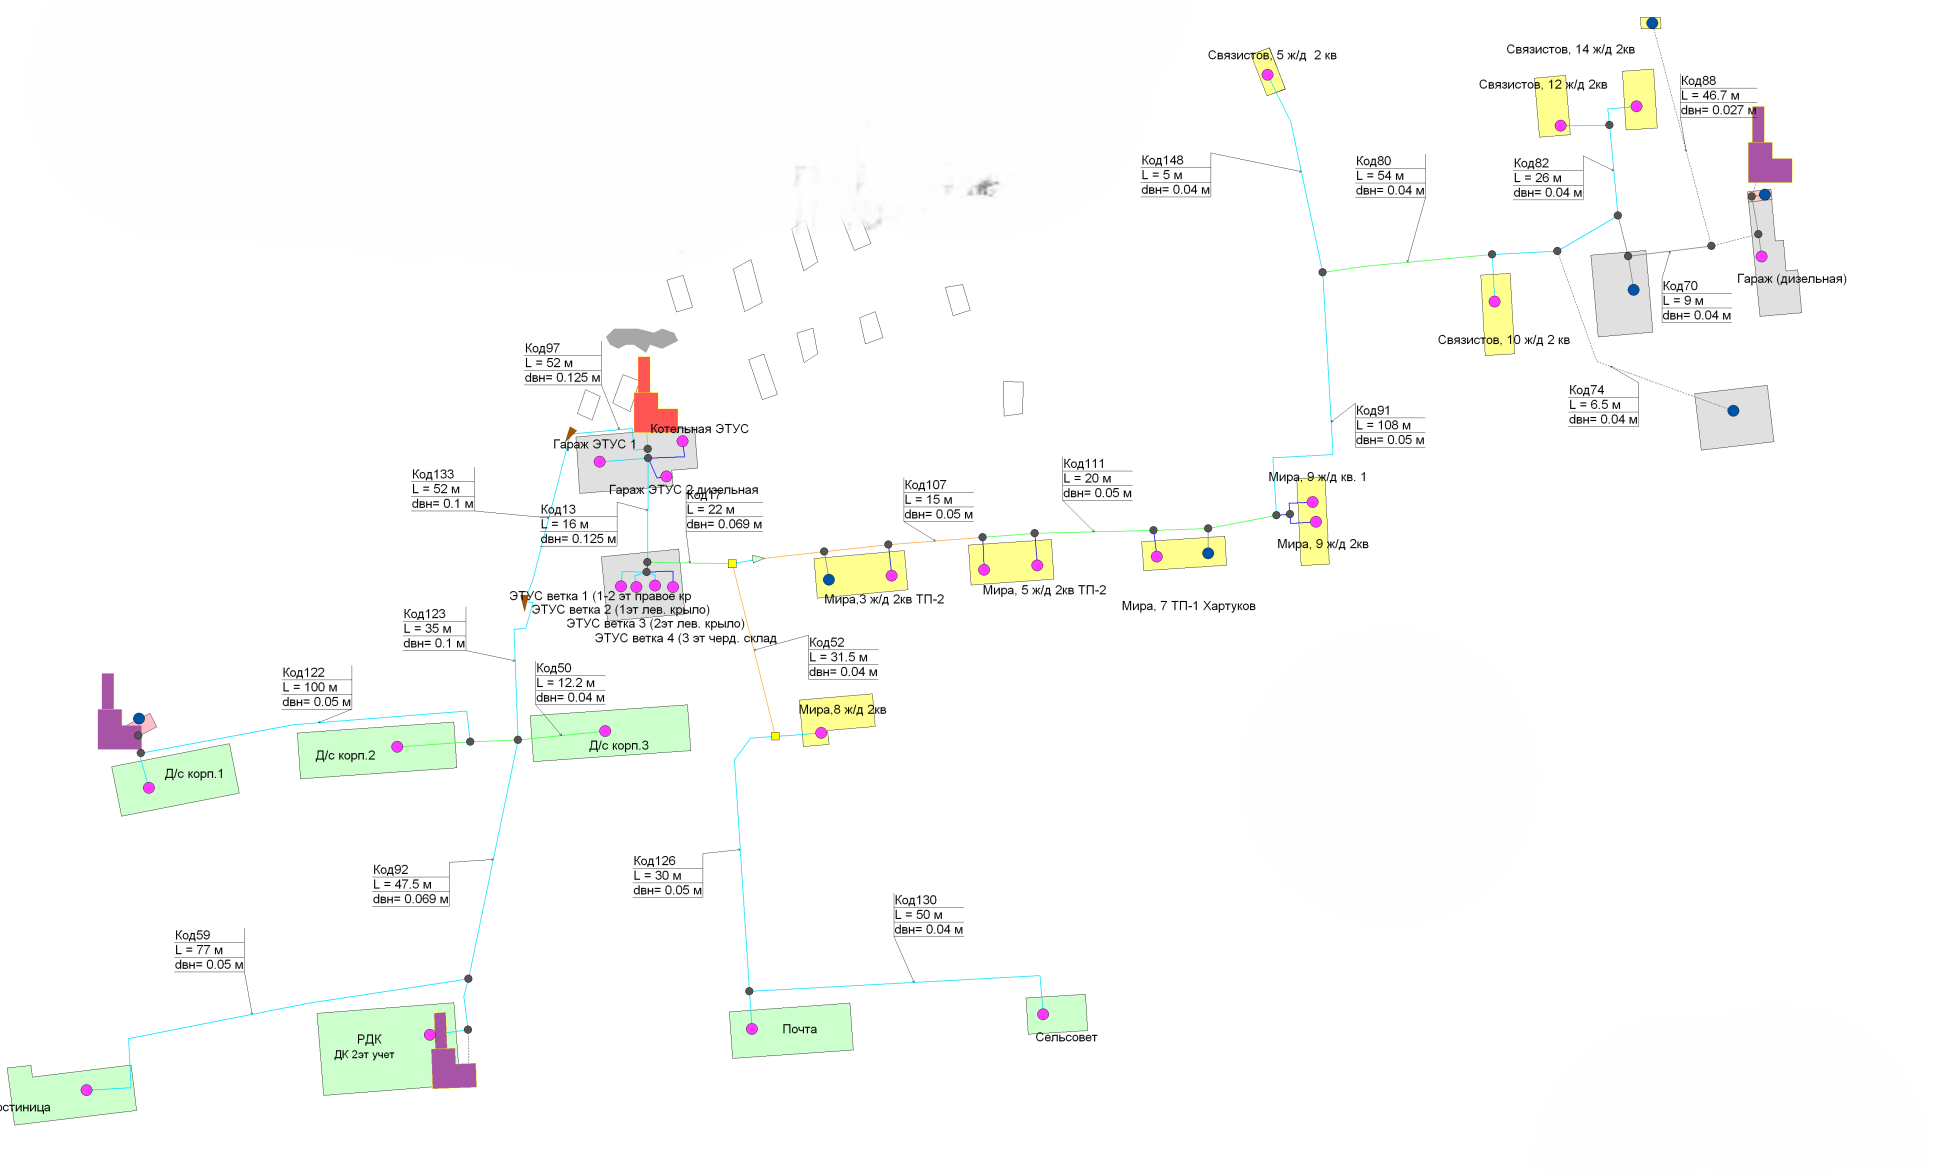 Связистов, 14 ж/д 2кв
Связистов, 5 ж/д  2 кв
Связистов, 12 ж/д 2кв
Код88
L = 46.7 м
dвн= 0.027 м
Код148
L = 5 м
dвн= 0.04 м
Код80
L = 54 м
dвн= 0.04 м
Код82
L = 26 м
dвн= 0.04 м
Гараж (дизельная)
Код70
L = 9 м
dвн= 0.04 м
Связистов, 10 ж/д 2 кв
Код97
L = 52 м
dвн= 0.125 м
Код74
L = 6.5 м
dвн= 0.04 м
Код91
L = 108 м
dвн= 0.05 м
Котельная ЭТУС
Гараж ЭТУС 1
Код133
L = 52 м
dвн= 0.1 м
Гараж ЭТУС 2 дизельная
Код17
L = 22 м
dвн= 0.069 м
Код13
L = 16 м
dвн= 0.125 м
Код107
L = 15 м
dвн= 0.05 м
Код111
L = 20 м
dвн= 0.05 м
Мира, 9 ж/д кв. 1
Мира, 9 ж/д 2кв
ЭТУС ветка 1 (1-2 эт правое кр
ЭТУС ветка 2 (1эт лев. крыло)
ЭТУС ветка 3 (2эт лев. крыло)
ЭТУС ветка 4 (3 эт черд. склад
Мира,3 ж/д 2кв ТП-2
Мира, 5 ж/д 2кв ТП-2
Мира, 7 ТП-1 Хартуков
Код123
L = 35 м
dвн= 0.1 м
Код52
L = 31.5 м
dвн= 0.04 м
Код122
L = 100 м
dвн= 0.05 м
Код50
L = 12.2 м
dвн= 0.04 м
Мира,8 ж/д 2кв
Д/с корп.1
Д/с корп.2
Д/с корп.3
Код92
L = 47.5 м
dвн= 0.069 м
Код126
L = 30 м
dвн= 0.05 м
Код130
L = 50 м
dвн= 0.04 м
Код59
L = 77 м
dвн= 0.05 м
РДК
ДК 2эт учет
Почта
Сельсовет
остиница